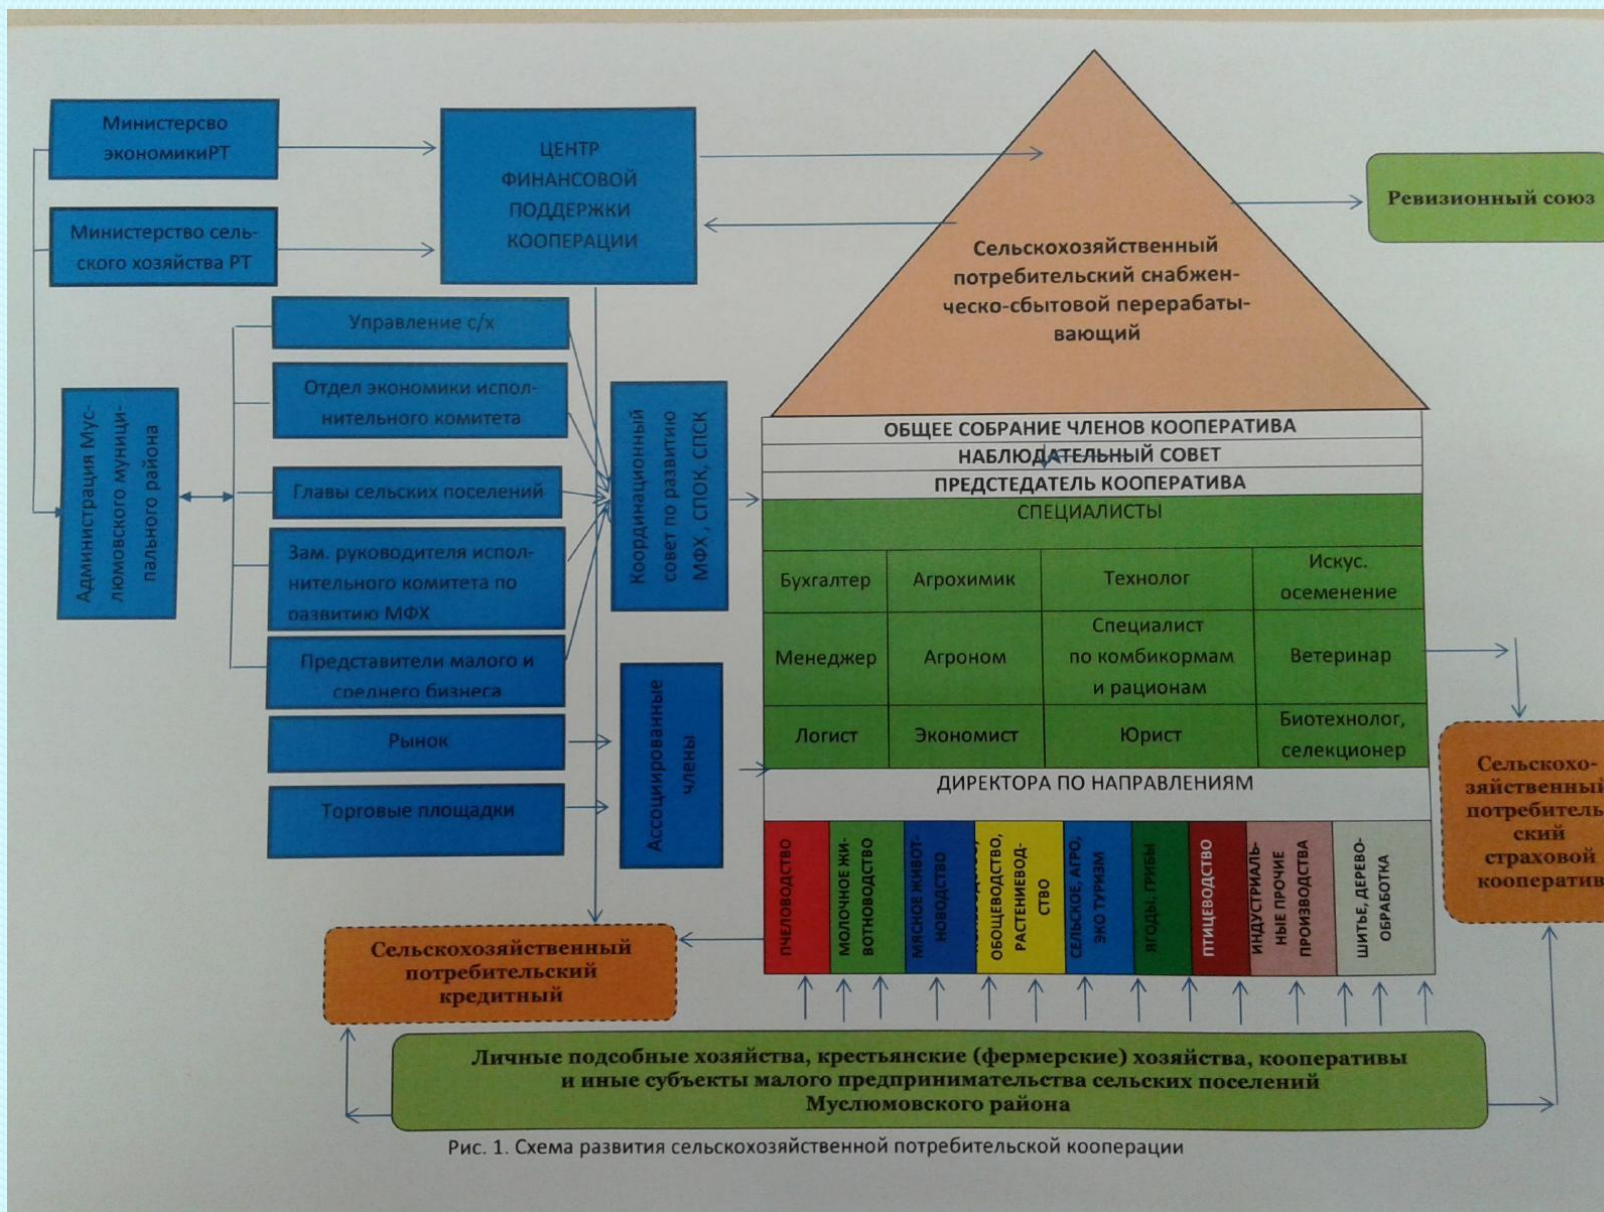 Министерсво
экономикиРТ
Министерство сель-
ского хозяйства РТ
ЦЕНТР
ФИНАНСОВОЙ
ПОДДЕРЖКИ
КООПЕРАЦИИ
Сельскохозяйственный
потребительский снабжен-
ческо-сбытовой перерабаты-
вающий
Ревизионный союз
Управление с/х
Отдел экономики испол-
нительного комитета
Главы сельских поселений
Зам. руководителя испол-
нительного комитета по
развитию МФХ
Представители малого и
среднего бизнеса
Рынок
Торговые площадки
Администрация Мус-
люмовского муници-
пального района
Координационный
совет по развитию
МФХ , СПОК, СПСК
Ассоциированные
члены
ОБЩЕЕ СОБРАНИЕ ЧЛЕНОВ КООПЕРАТИВА
НАБЛЮДАТЕЛЬНЫЙ СОВЕТ
ПРЕДСТЕДАТЕЛЬ КООПЕРАТИВА
СПЕЦИАЛИСТЫ
Бухгалтер
Агрохимик
Технолог
Искус.
осеменение
Менеджер
Агроном
Специалист
по комбикормам
и рационам
Ветеринар
Логист
Экономист
Юрист
Биотехнолог,
селекционер
ДИРЕКТОРА ПО НАПРАВЛЕНИЯМ
ПЧЕЛОВОДСТВО
МОЛОЧНОЕ ЖИ-
ВОТНОВОДСТВО
МЯСНОЕ ЖИВОТ-
НОВОДСТВО
ОБОЩЕВОДСТВО,
РАСТЕНИЕВОД-
СТВО
СЕЛЬСКОЕ, АГРО,
ЭКО ТУРИЗМ
ЯГОДЫ, ГРИБЫ
ПТИЦЕВОДСТВО
ИНДУСТРИАЛЬ-
НЫЕ ПРОЧИЕ
ПРОИЗВОДСТВА
ШИТЬЕ, ДЕРЕВО-
ОБРАБОТКА
Сельскохо-
зяйственный
потребитель-
ский
страховой
кооператив
Сельскохозяйственный
потребительский
кредитный
Личные подсобные хозяйства, крестьянские (фермерские) хозяйства, кооперативы
и иные субъекты малого предпринимательства сельских поселений
Муслюмовского района
Рис. 1. Схема развития сельскохозяйственной потребительской кооперации